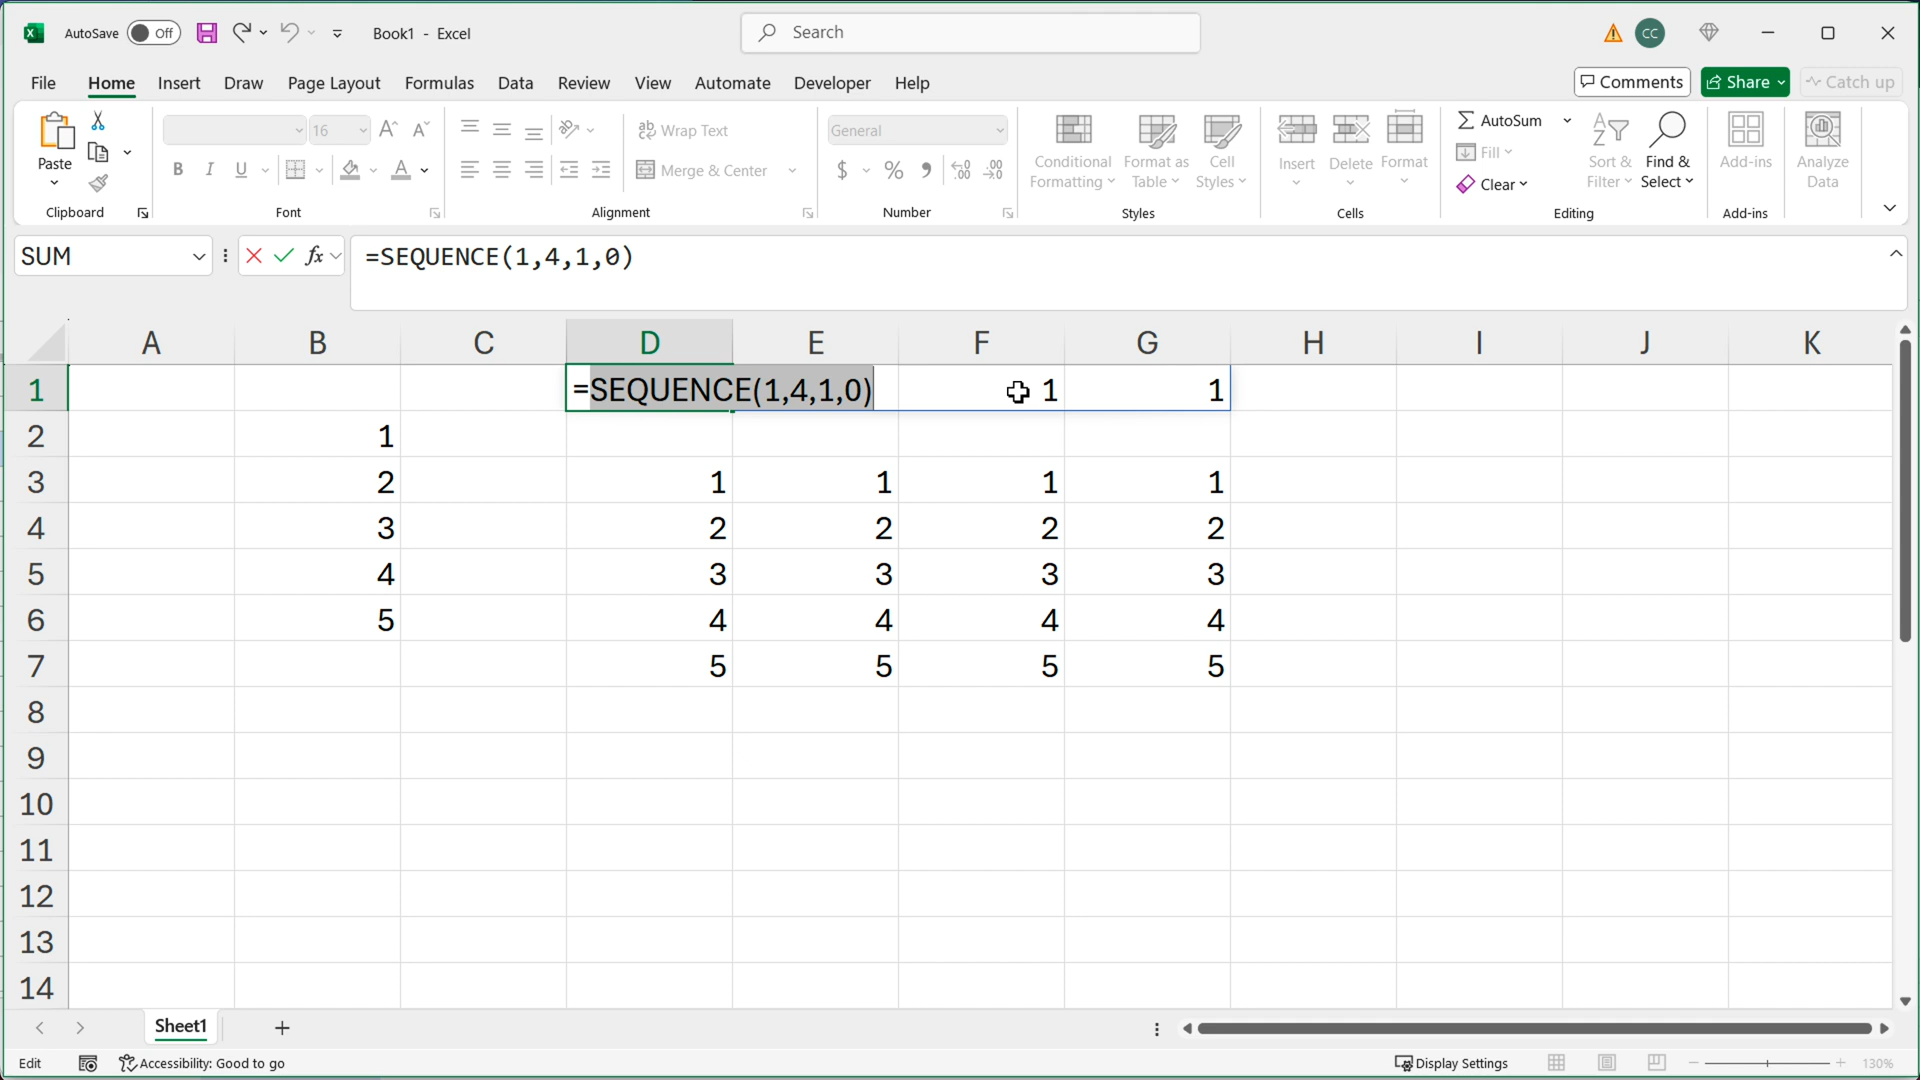 AutoSave Off Book1 - Excel Search CC
File Home Insert Draw Page Layout Formulas Data Review View Automate Developer Help Comments Share Catch up
Paste 16 Wrap Text General Conditional Formatting Format as Table Cell Styles Insert Delete Format AutoSum Fill Clear Sort & Filter Find & Select Add-ins Analyze Data
B I U Merge & Center $ % 9
Clipboard Font Alignment Number Styles Cells Editing Add-ins
SUM fx =SEQUENCE(1,4,1,0)
A B C D E F G H I J K
1 =SEQUENCE(1,4,1,0) 1 1
2 1
3 2 1 1 1 1
4 3 2 2 2 2
5 4 3 3 3 3
6 5 4 4 4 4
7 5 5 5 5
8
9
10
11
12
13
14
Sheet1 +
Edit Accessibility: Good to go Display Settings 130%